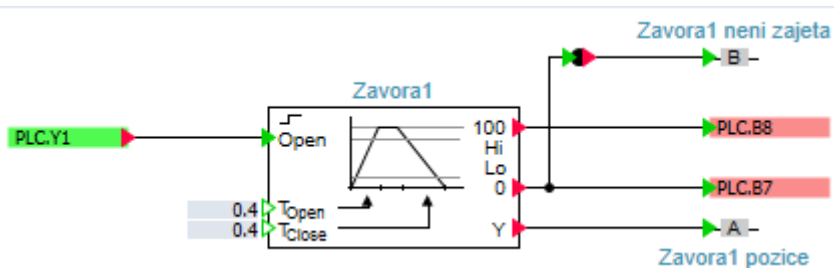 Zavora1 neni zajeta
B
Zavora1
PLC.Y1
Open
100
Hi
Lo
0
PLC.B8
PLC.B7
0.4
TOpen
0.4
TClose
Y
A
Zavora1 pozice